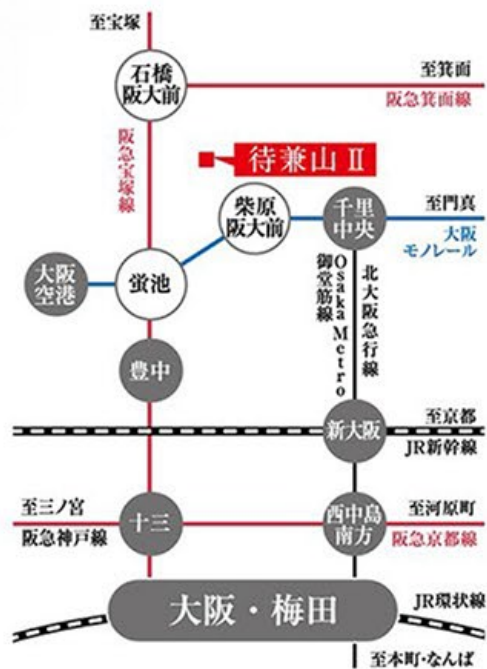 至宝塚
石橋
阪大前
至箕面
阪急箕面線
阪急宝塚線
待兼山 II
柴原
阪大前
千里
中央
至門真
大阪
モノレール
大阪
空港
蛍池
北大阪急行線
Osaka Metro
御堂筋線
豊中
新大阪
至京都
JR新幹線
至三ノ宮
阪急神戸線
十三
西中島
南方
至河原町
阪急京都線
大阪・梅田
JR環状線
至本町・なんば